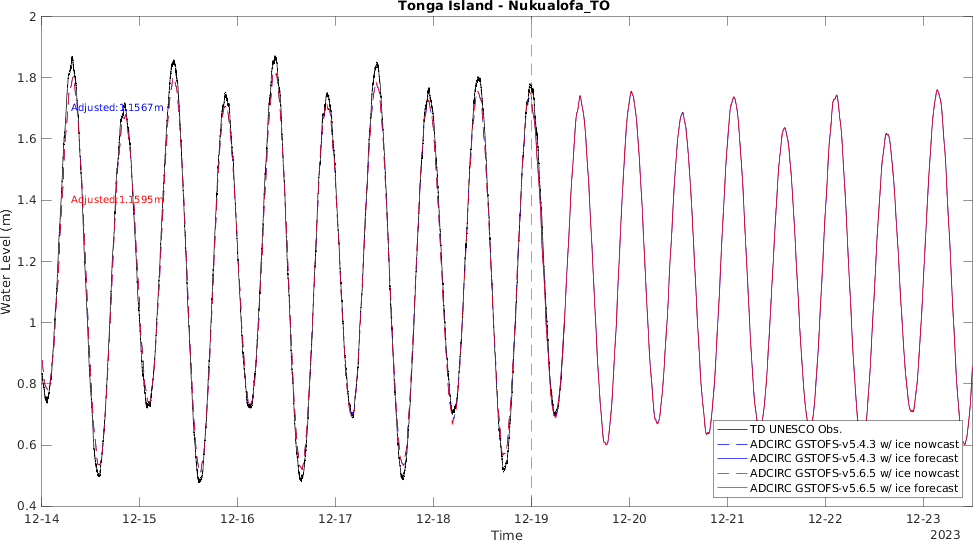 Tonga Island - Nukualofa_TO
2
1.8
1.6
1.4
1.2
1
0.8
0.6
0.4
Water Level (m)
Adjusted:1.1567m
Adjusted:1.1595m
TD UNESCO Obs.
ADCIRC GSTOFS-v5.4.3 w/ ice nowcast
ADCIRC GSTOFS-v5.4.3 w/ ice forecast
ADCIRC GSTOFS-v5.6.5 w/ ice nowcast
ADCIRC GSTOFS-v5.6.5 w/ ice forecast
12-14 12-15 12-16 12-17 12-18 12-19 12-20 12-21 12-22 12-23
Time
2023